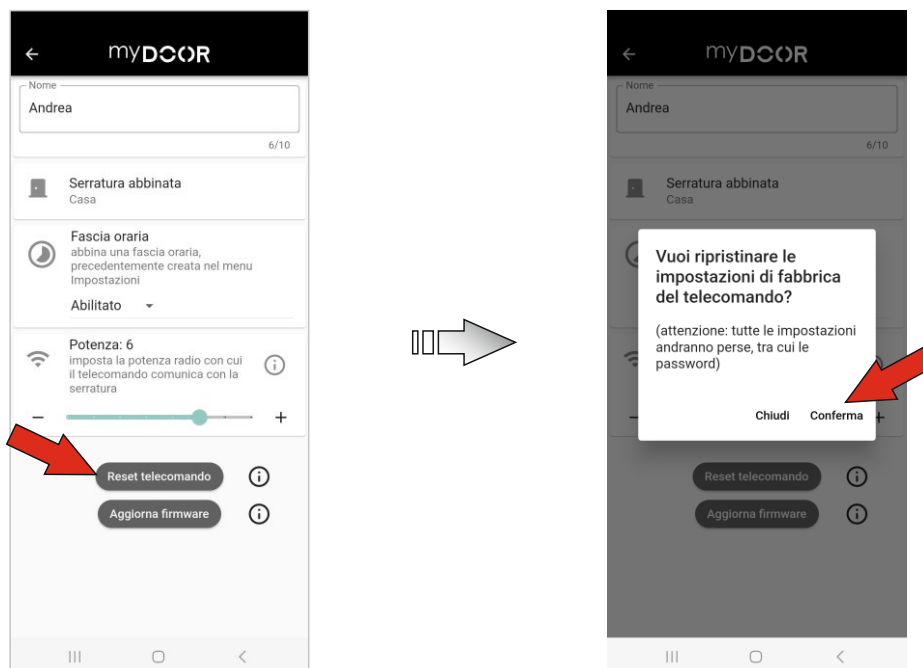 myDOOR
Nome
Andrea
6/10
Serratura abbinata
Casa
Fascia oraria
abbina una fascia oraria,
precedentemente creata nel menu
Impostazioni
Abilitato
Potenza: 6
imposta la potenza radio con cui
il telecomando comunica con la
serratura
Reset telecomando
Aggiorna firmware
myDOOR
Nome
Andrea
6/10
Serratura abbinata
Casa
Vuoi ripristinare le
impostazioni di fabbrica
del telecomando?
(attenzione: tutte le impostazioni
andranno perse, tra cui le
password)
Chiudi Conferma
Reset telecomando
Aggiorna firmware